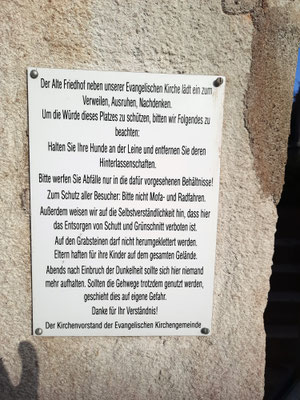 Der Alte Friedhof neben unserer Evangelischen Kirche lädt ein zum
Verweilen, Ausruhen, Nachdenken.
Um die Würde dieses Platzes zu schützen, bitten wir Folgendes zu
beachten:
Halten Sie Ihre Hunde an der Leine und entfernen Sie deren
Hinterlassenschaften.
Bitte werfen Sie Abfälle nur in die dafür vorgesehenen Behältnisse!
Zum Schutz aller Besucher: Bitte nicht Mofa- und Radfahren.
Außerdem weisen wir auf die Selbstverständlichkeit hin, dass hier
das Entsorgen von Schutt und Grünschnitt verboten ist.
Auf den Grabsteinen darf nicht herumgeklettert werden.
Eltern haften für ihre Kinder auf dem gesamten Gelände.
Abends nach Einbruch der Dunkelheit sollte sich hier niemand
mehr aufhalten. Sollten die Gehwege trotzdem genutzt werden,
geschieht dies auf eigene Gefahr.
Danke für Ihr Verständnis!
Der Kirchenvorstand der Evangelischen Kirchengemeinde